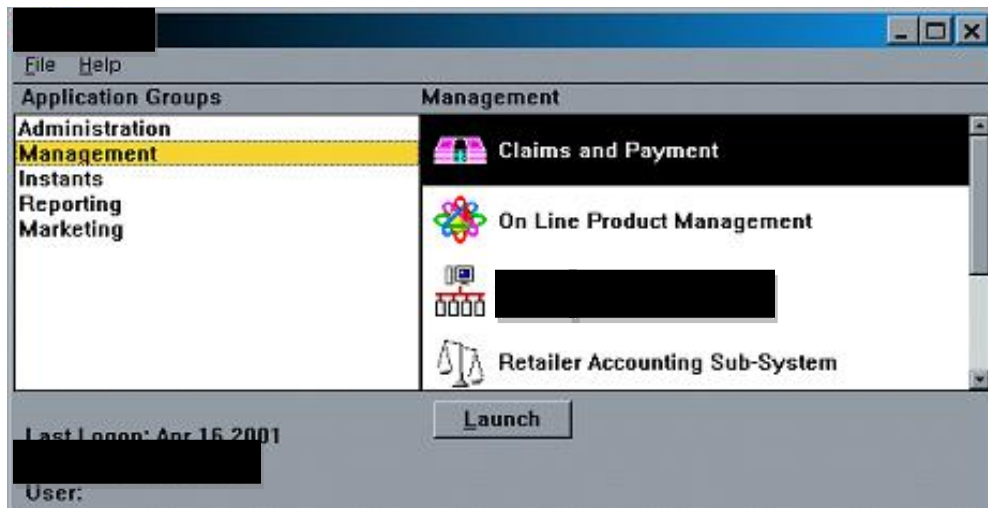 File Help
Application Groups
Management
Administration
Management
Instants
Reporting
Marketing
Claims and Payment
On Line Product Management
Retailer Accounting Sub-System
Launch
Last Logon: Apr 16 2001
User: